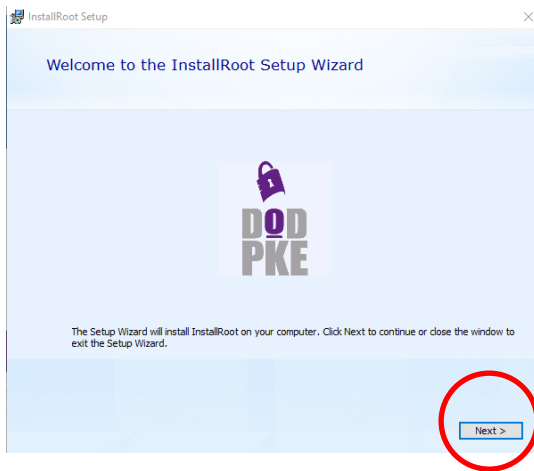 InstallRoot Setup
Welcome to the InstallRoot Setup Wizard
DOD
PKE
The Setup Wizard will install InstallRoot on your computer. Click Next to continue or close the window to
exit the Setup Wizard.
Next >